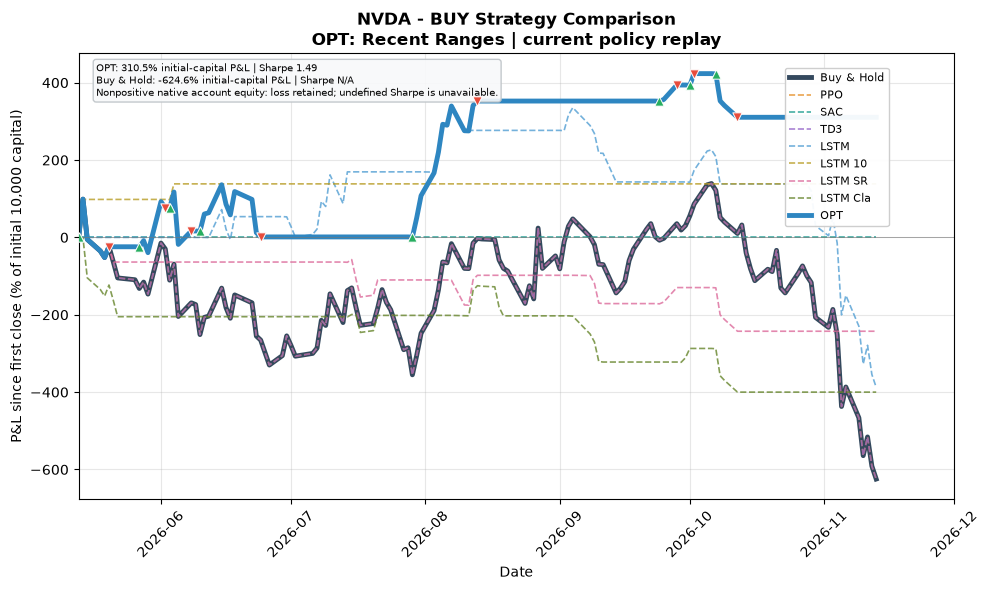 NVDA - BUY Strategy Comparison
OPT: Recent Ranges | current policy replay
OPT: 310.5% initial-capital P&L | Sharpe 1.49
Buy & Hold: -624.6% initial-capital P&L | Sharpe N/A
Nonpositive native account equity: loss retained; undefined Sharpe is unavailable.
Buy & Hold
PPO
SAC
TD3
LSTM
LSTM 10
LSTM SR
LSTM Cla
OPT
P&L since first close (% of initial 10,000 capital)
400
200
0
−200
−400
−600
2026-06
2026-07
2026-08
2026-09
2026-10
2026-11
2026-12
Date